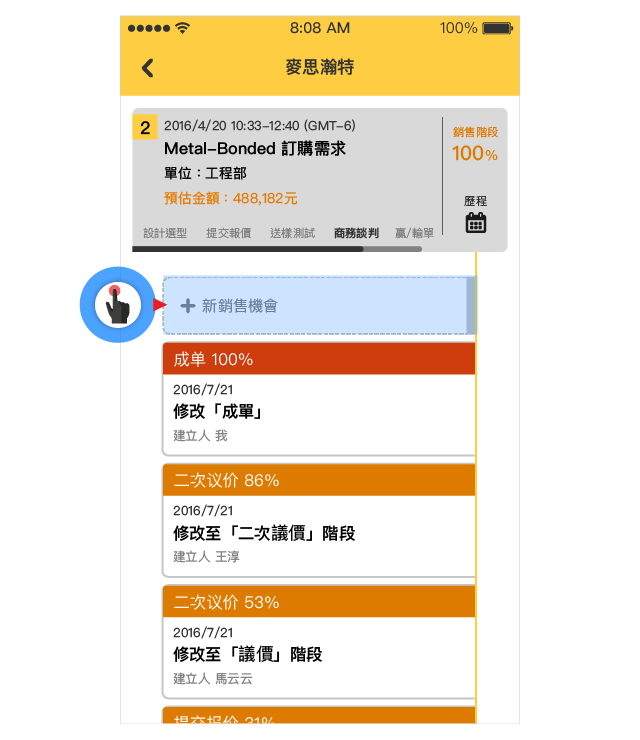 8:08 AM
100%
麥思瀚特
2
2016/4/20 10:33–12:40 (GMT–6)
Metal–Bonded 訂購需求
單位：工程部
預估金額：488,182元
銷售階段
100%
歷程
設計選型 提交報價 送樣測試 商務談判 贏/輸單
新銷售機會
成单 100%
2016/7/21
修改「成單」
建立人 我
二次议价 86%
2016/7/21
修改至「二次議價」階段
建立人 王淳
二次议价 53%
2016/7/21
修改至「議價」階段
建立人 馬云云
提交报价 31%